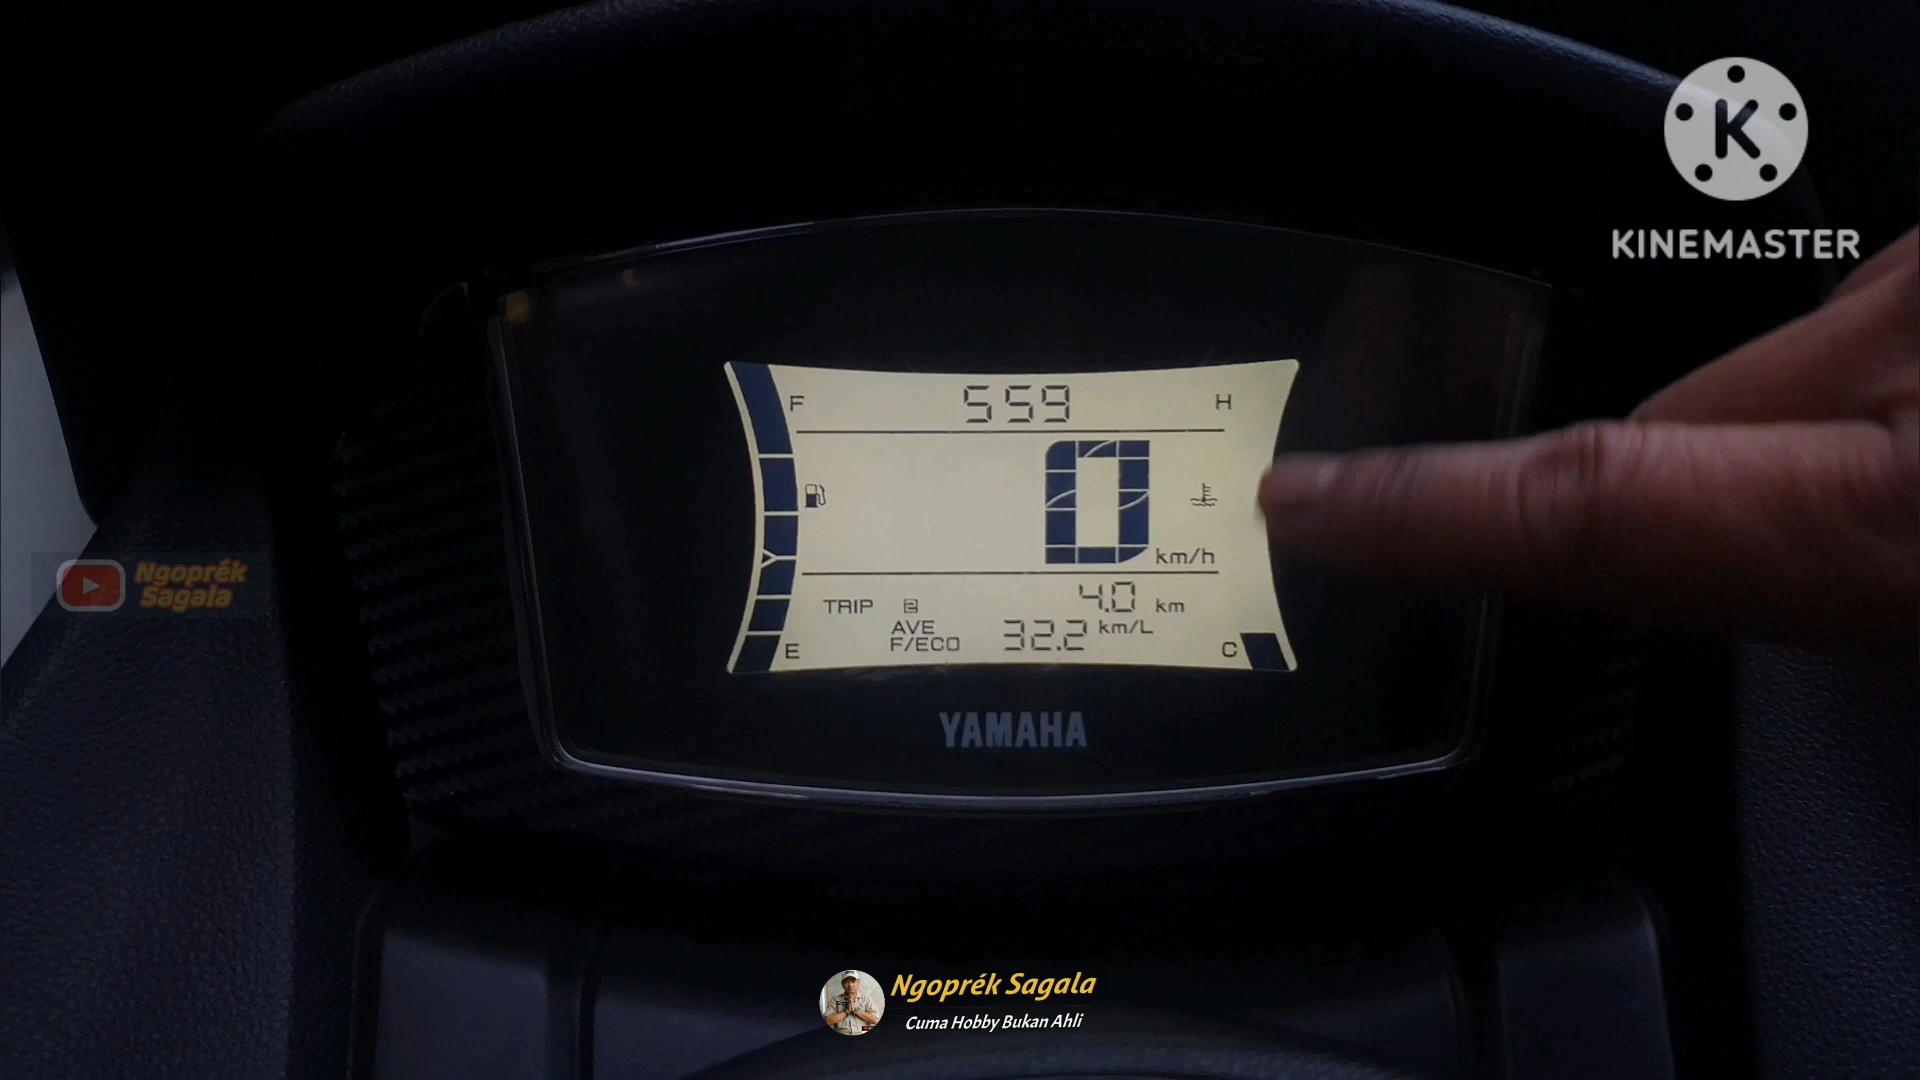 KINEMASTER
F
559
H
0
km/h
TRIP
4.0 km
AVE
F/ECO
32.2 km/L
E
C
YAMAHA
Ngoprék
Sagala
Ngoprék Sagala
Cuma Hobby Bukan Ahli